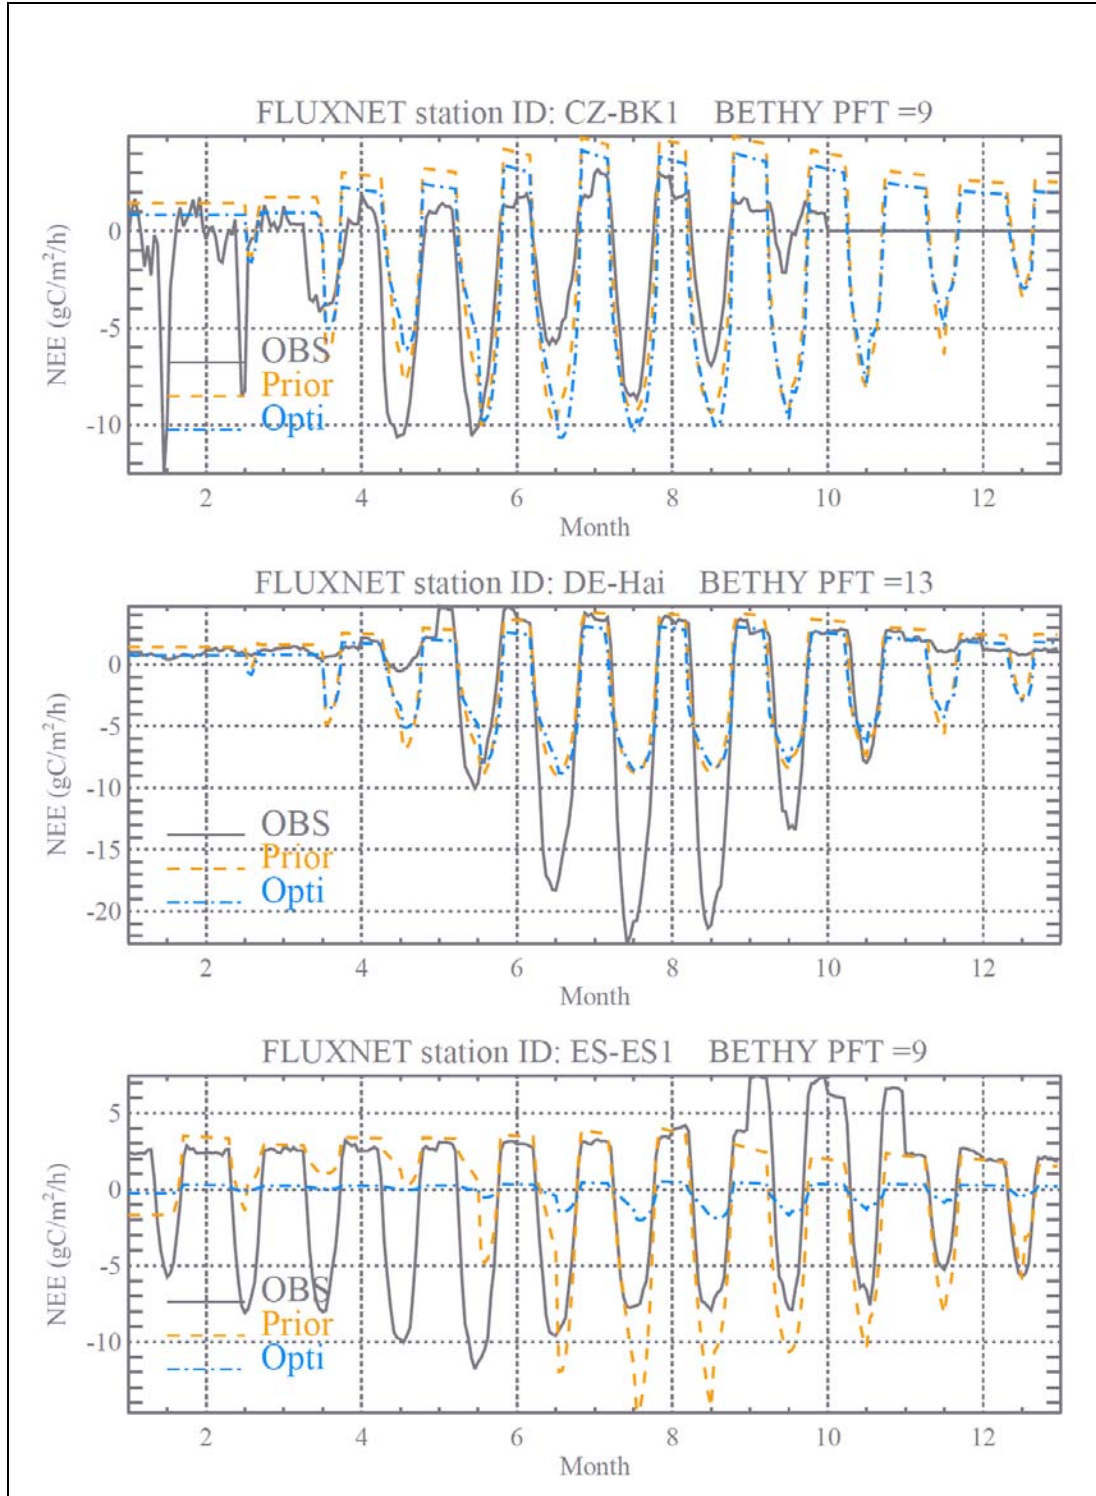 FLUXNET station ID: CZ-BK1 BETHY PFT =9
NEE (gC/m²/h)
0
-5
-10
OBS
Prior
Opti
2 4 6 8 10 12
Month
FLUXNET station ID: DE-Hai BETHY PFT =13
NEE (gC/m²/h)
0
-5
-10
-15
-20
OBS
Prior
Opti
2 4 6 8 10 12
Month
FLUXNET station ID: ES-ES1 BETHY PFT =9
NEE (gC/m²/h)
5
0
-5
-10
OBS
Prior
Opti
2 4 6 8 10 12
Month